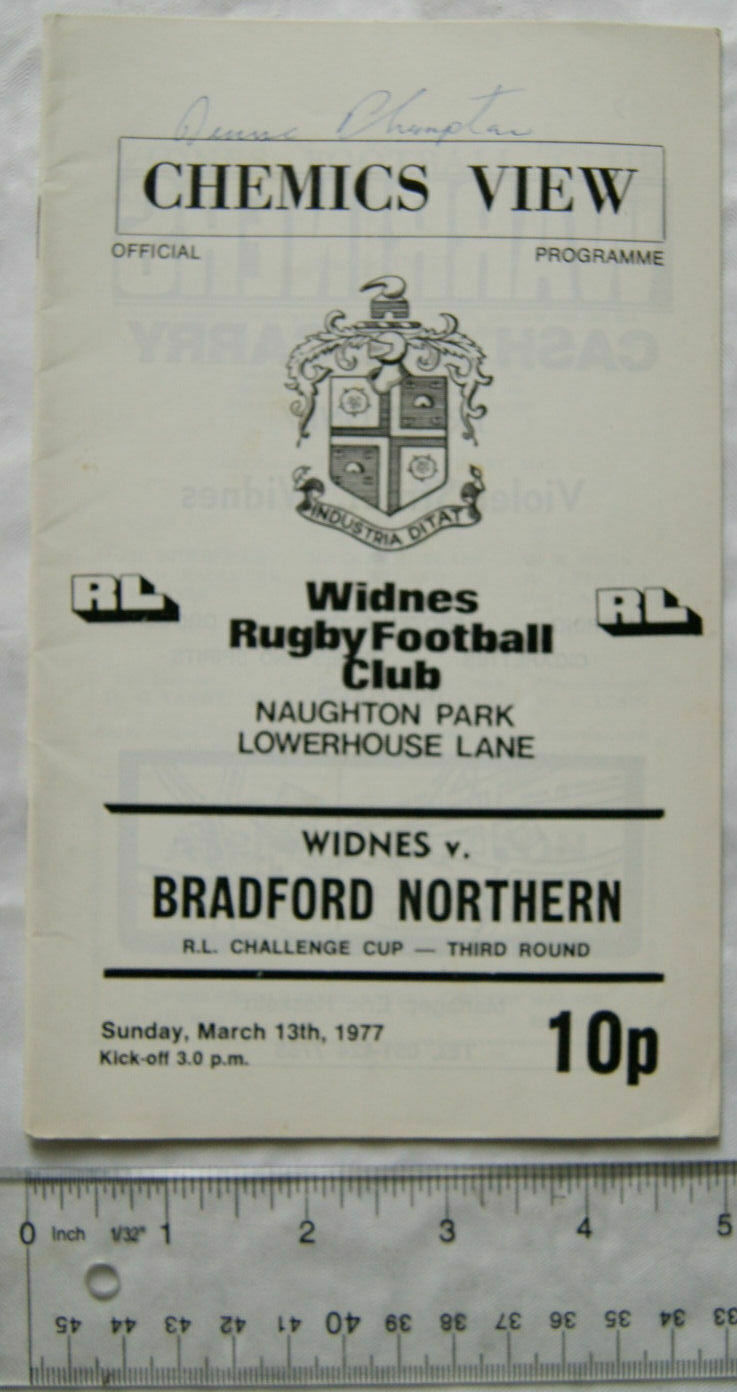 CHEMICS VIEW
OFFICIAL PROGRAMME
INDUSTRIA DITAT
RL RL
Widnes
Rugby Football
Club
NAUGHTON PARK
LOWERHOUSE LANE
WIDNES v.
BRADFORD NORTHERN
R.L. CHALLENGE CUP — THIRD ROUND
Sunday, March 13th, 1977
Kick-off 3.0 p.m.
10p
0 Inch 1/32" 1 2 3 4 5
45 44 43 42 41 40 39 38 37 36 35 34 33